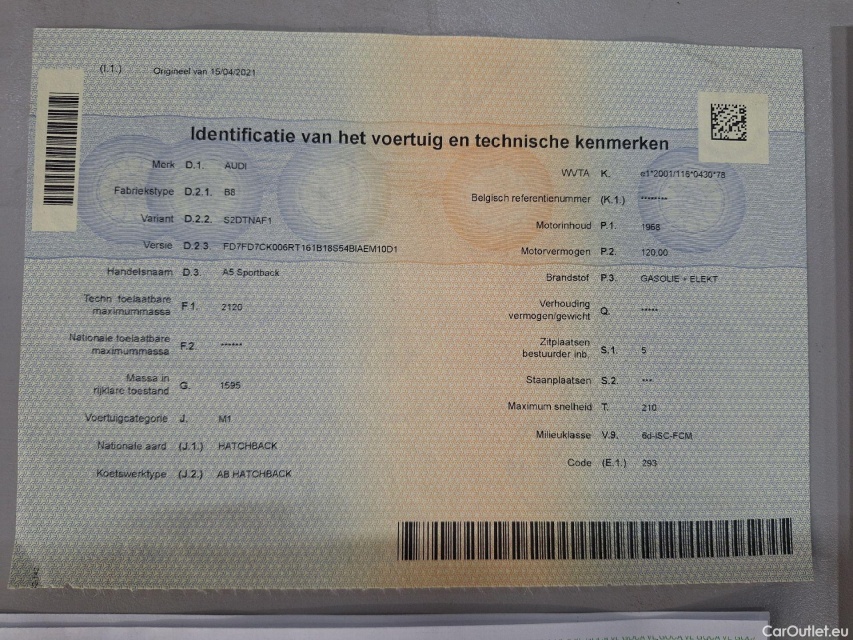 (I.1.) Origineel van 15/04/2021
Identificatie van het voertuig en technische kenmerken
Merk D.1. AUDI
Fabriekstype D.2.1. B8
Variant D.2.2. S2DTNAF1
Versie D.2.3. FD7FD7CK006RT161B18S54BIAEM10D1
Handelsnaam D.3. A5 Sportback
Techn toelaatbare
maximummassa F.1. 2120
Nationale toelaatbare
maximummassa F.2. ******
Massa in
rijklare toestand G. 1595
Voertuigcategorie J. M1
Nationale aard (J.1.) HATCHBACK
Koetswerktype (J.2.) AB HATCHBACK
WVTA K. e1*2001/116*0430*78
Belgisch referentienummer (K.1.) ********
Motorinhoud P.1. 1968
Motorvermogen P.2. 120.00
Brandstof P.3. GASOLIE + ELEKT
Verhouding
vermogen/gewicht Q. *****
Zitplaatsen
bestuurder inb. S.1. 5
Staanplaatsen S.2. ***
Maximum snelheid T. 210
Milieuklasse V.9. 6d-ISC-FCM
Code (E.1.) 293
CarOutlet.eu